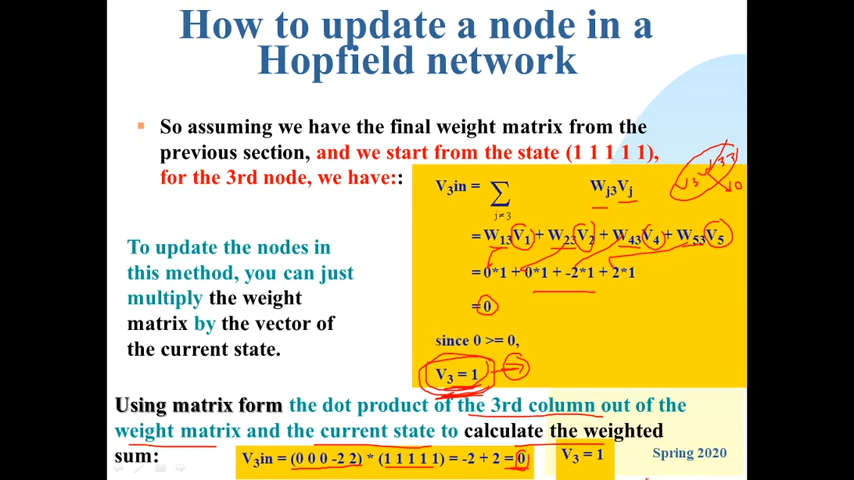 How to update a node in a
Hopfield network
So assuming we have the final weight matrix from the
previous section, and we start from the state (1 1 1 1 1),
for the 3rd node, we have::
V3in = ∑ Wj3Vj
j≠3
= W13V1 + W23V2 + W43V4 + W53V5
= 0*1 + 0*1 + -2*1 + 2*1
= 0
since 0 >= 0,
V3 = 1
To update the nodes in
this method, you can just
multiply the weight
matrix by the vector of
the current state.
Using matrix form the dot product of the 3rd column out of the
weight matrix and the current state to calculate the weighted
sum:
V3in = (0 0 0 -2 2) * (1 1 1 1 1) = -2 + 2 = 0
V3 = 1
Spring 2020